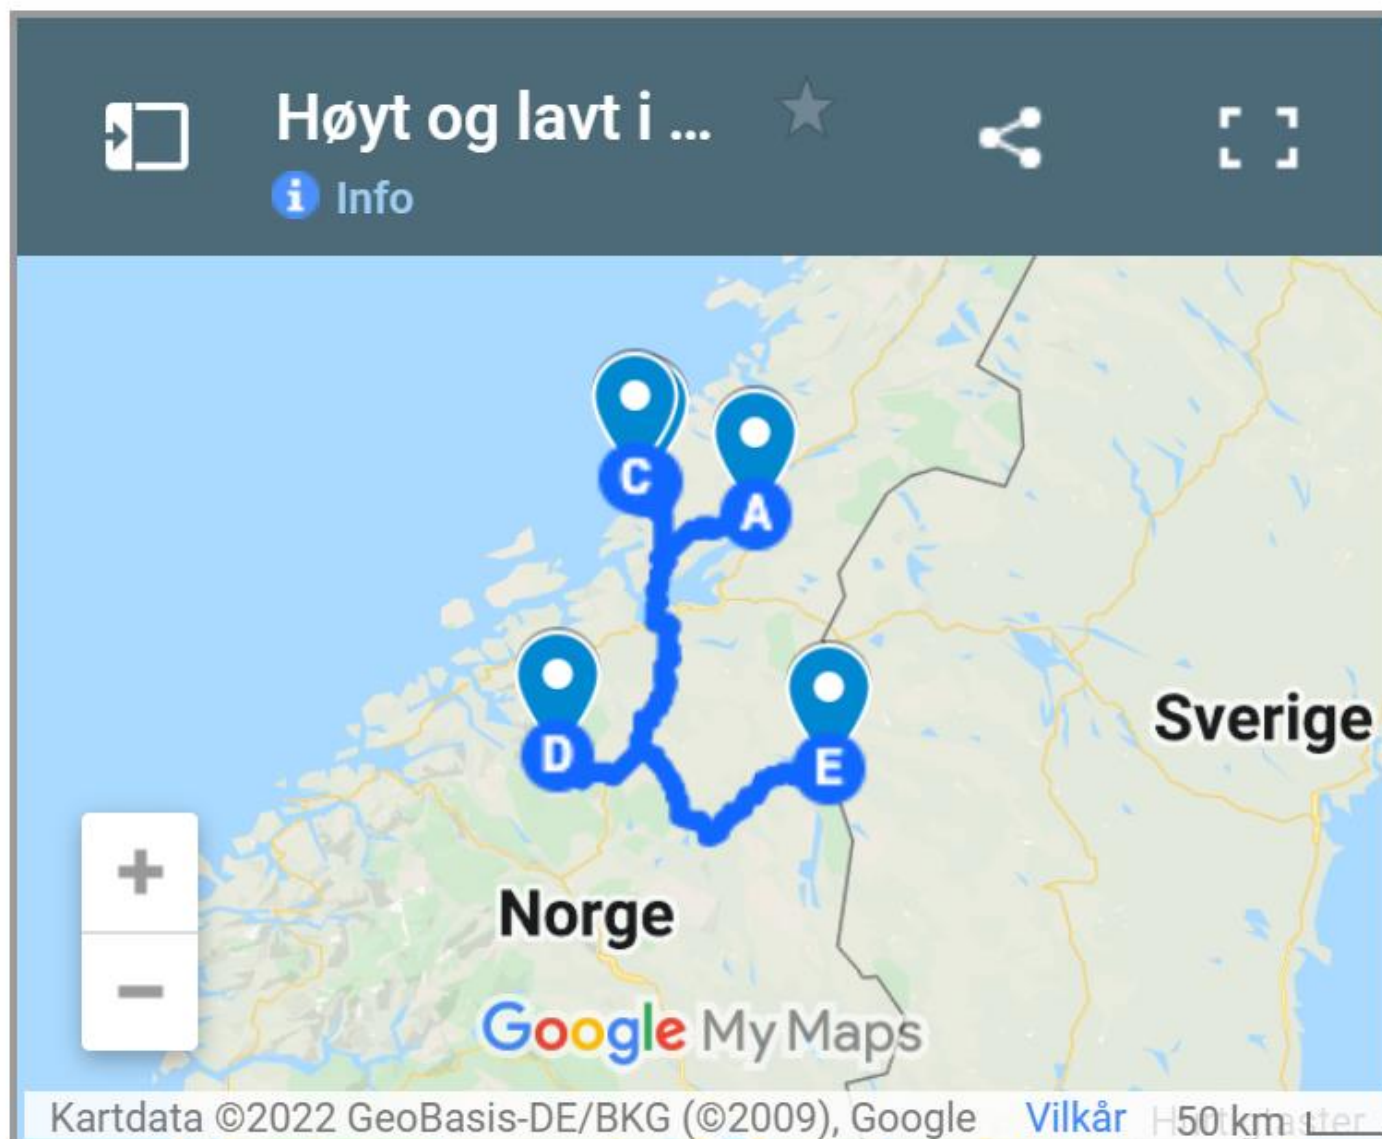 Høyt og lavt i ...
Info
C
A
D
E
Sverige
Norge
Google My Maps
Kartdata ©2022 GeoBasis-DE/BKG (©2009), Google Vilkår 50 km